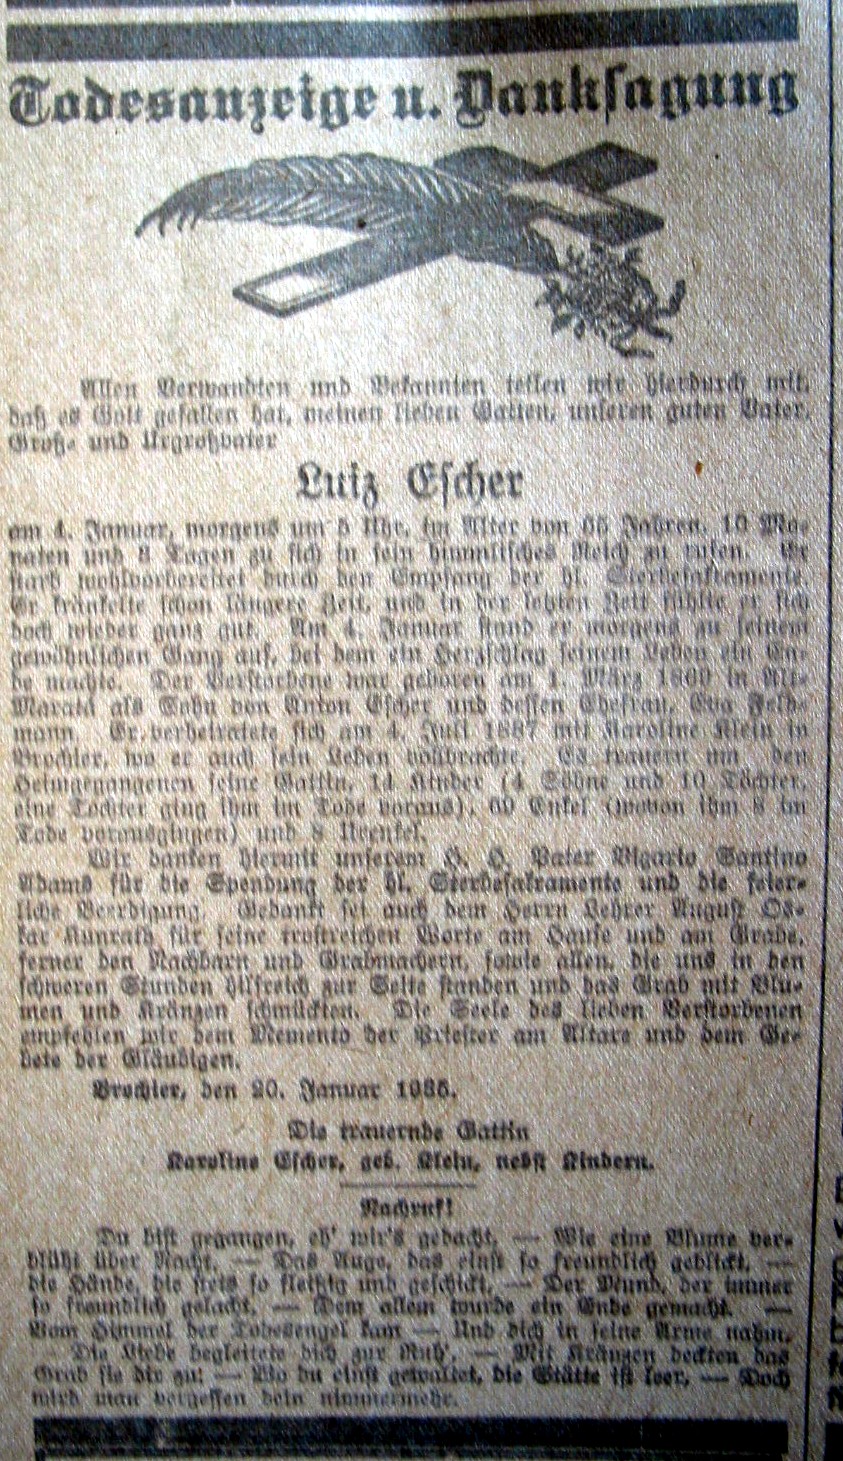 Todesanzeige u. Danksagung
Allen Verwandten und Bekannten teilen wir hierdurch mit,
daß es Gott gefallen hat, meinen lieben Gatten, unseren guten Vater,
Groß- und Urgroßvater
Luiz Escher
am 4. Januar, morgens um 5 Uhr, im Alter von Jahren, 10 Mo-
naten und 3 Tagen zu sich in sein himmlisches Reich zu rufen. Er
starb wohlvorbereitet durch den Empfang der hl. Sterbesakramente.
Er kränkelte schon längere Zeit, und in der letzten Zeit fühlte er sich
doch wieder ganz gut. Am 4. Januar stand er morgens zu seinem
gewöhnlichen Gang auf, bei dem ein Herzschlag seinem Leben ein En-
de machte. Der Verstorbene war geboren am 1. März in Alt-
Maratá als Sohn von Anton Escher und dessen Ehefrau, Eva Feld-
mann. Er verheiratete sich am 4. Juli 1887 mit Karoline Klein in
Brochier, wo er auch sein Leben vollbrachte. Es trauern um den
Heimgegangenen seine Gattin, 14 Kinder (4 Söhne und 10 Töchter,
eine Tochter ging ihm im Tode voraus), 60 Enkel (wovon ihm 8 im
Tode vorausgingen) und 8 Urenkel.
Wir danken hiermit unserem H. H. Pater Vigario Santino
Adams für die Spendung der hl. Sterbesakramente und die feier-
liche Beerdigung. Gedankt sei auch dem Herrn Lehrer August Os-
kar Kunrath für seine trostreichen Worte am Hause und am Grabe,
ferner den Nachbarn und Grabmachern, sowie allen, die uns in den
schweren Stunden hilfreich zur Seite standen und das Grab mit Blu-
men und Kränzen schmückten. Die Seele des lieben Verstorbenen
empfehlen wir dem Memento der Priester am Altare und dem Ge-
bete der Gläubigen.
Brochier, den 20. Januar
Die trauernde Gattin
Karoline Escher, geb. Klein, nebst Kindern.
Nachruf!
Du bist gegangen, eh' wir's gedacht, — Wie eine Blume ver-
blüht über Nacht. — Das Auge, das einst so freundlich geblickt, —
die Hände, die stets so fleißig und geschickt, — Der Mund, der immer
so freundlich gelacht, — Dem allem wurde ein Ende gemacht. —
Vom Himmel der Todesengel kam — Und dich in seine Arme nahm.
— Die Liebe begleitete dich zur Ruh', — Mit Kränzen deckten das
Grab sie dir zu! — Wo du einst gewaltet, die Stätte ist leer, — Doch
wird man vergessen dein nimmermehr.